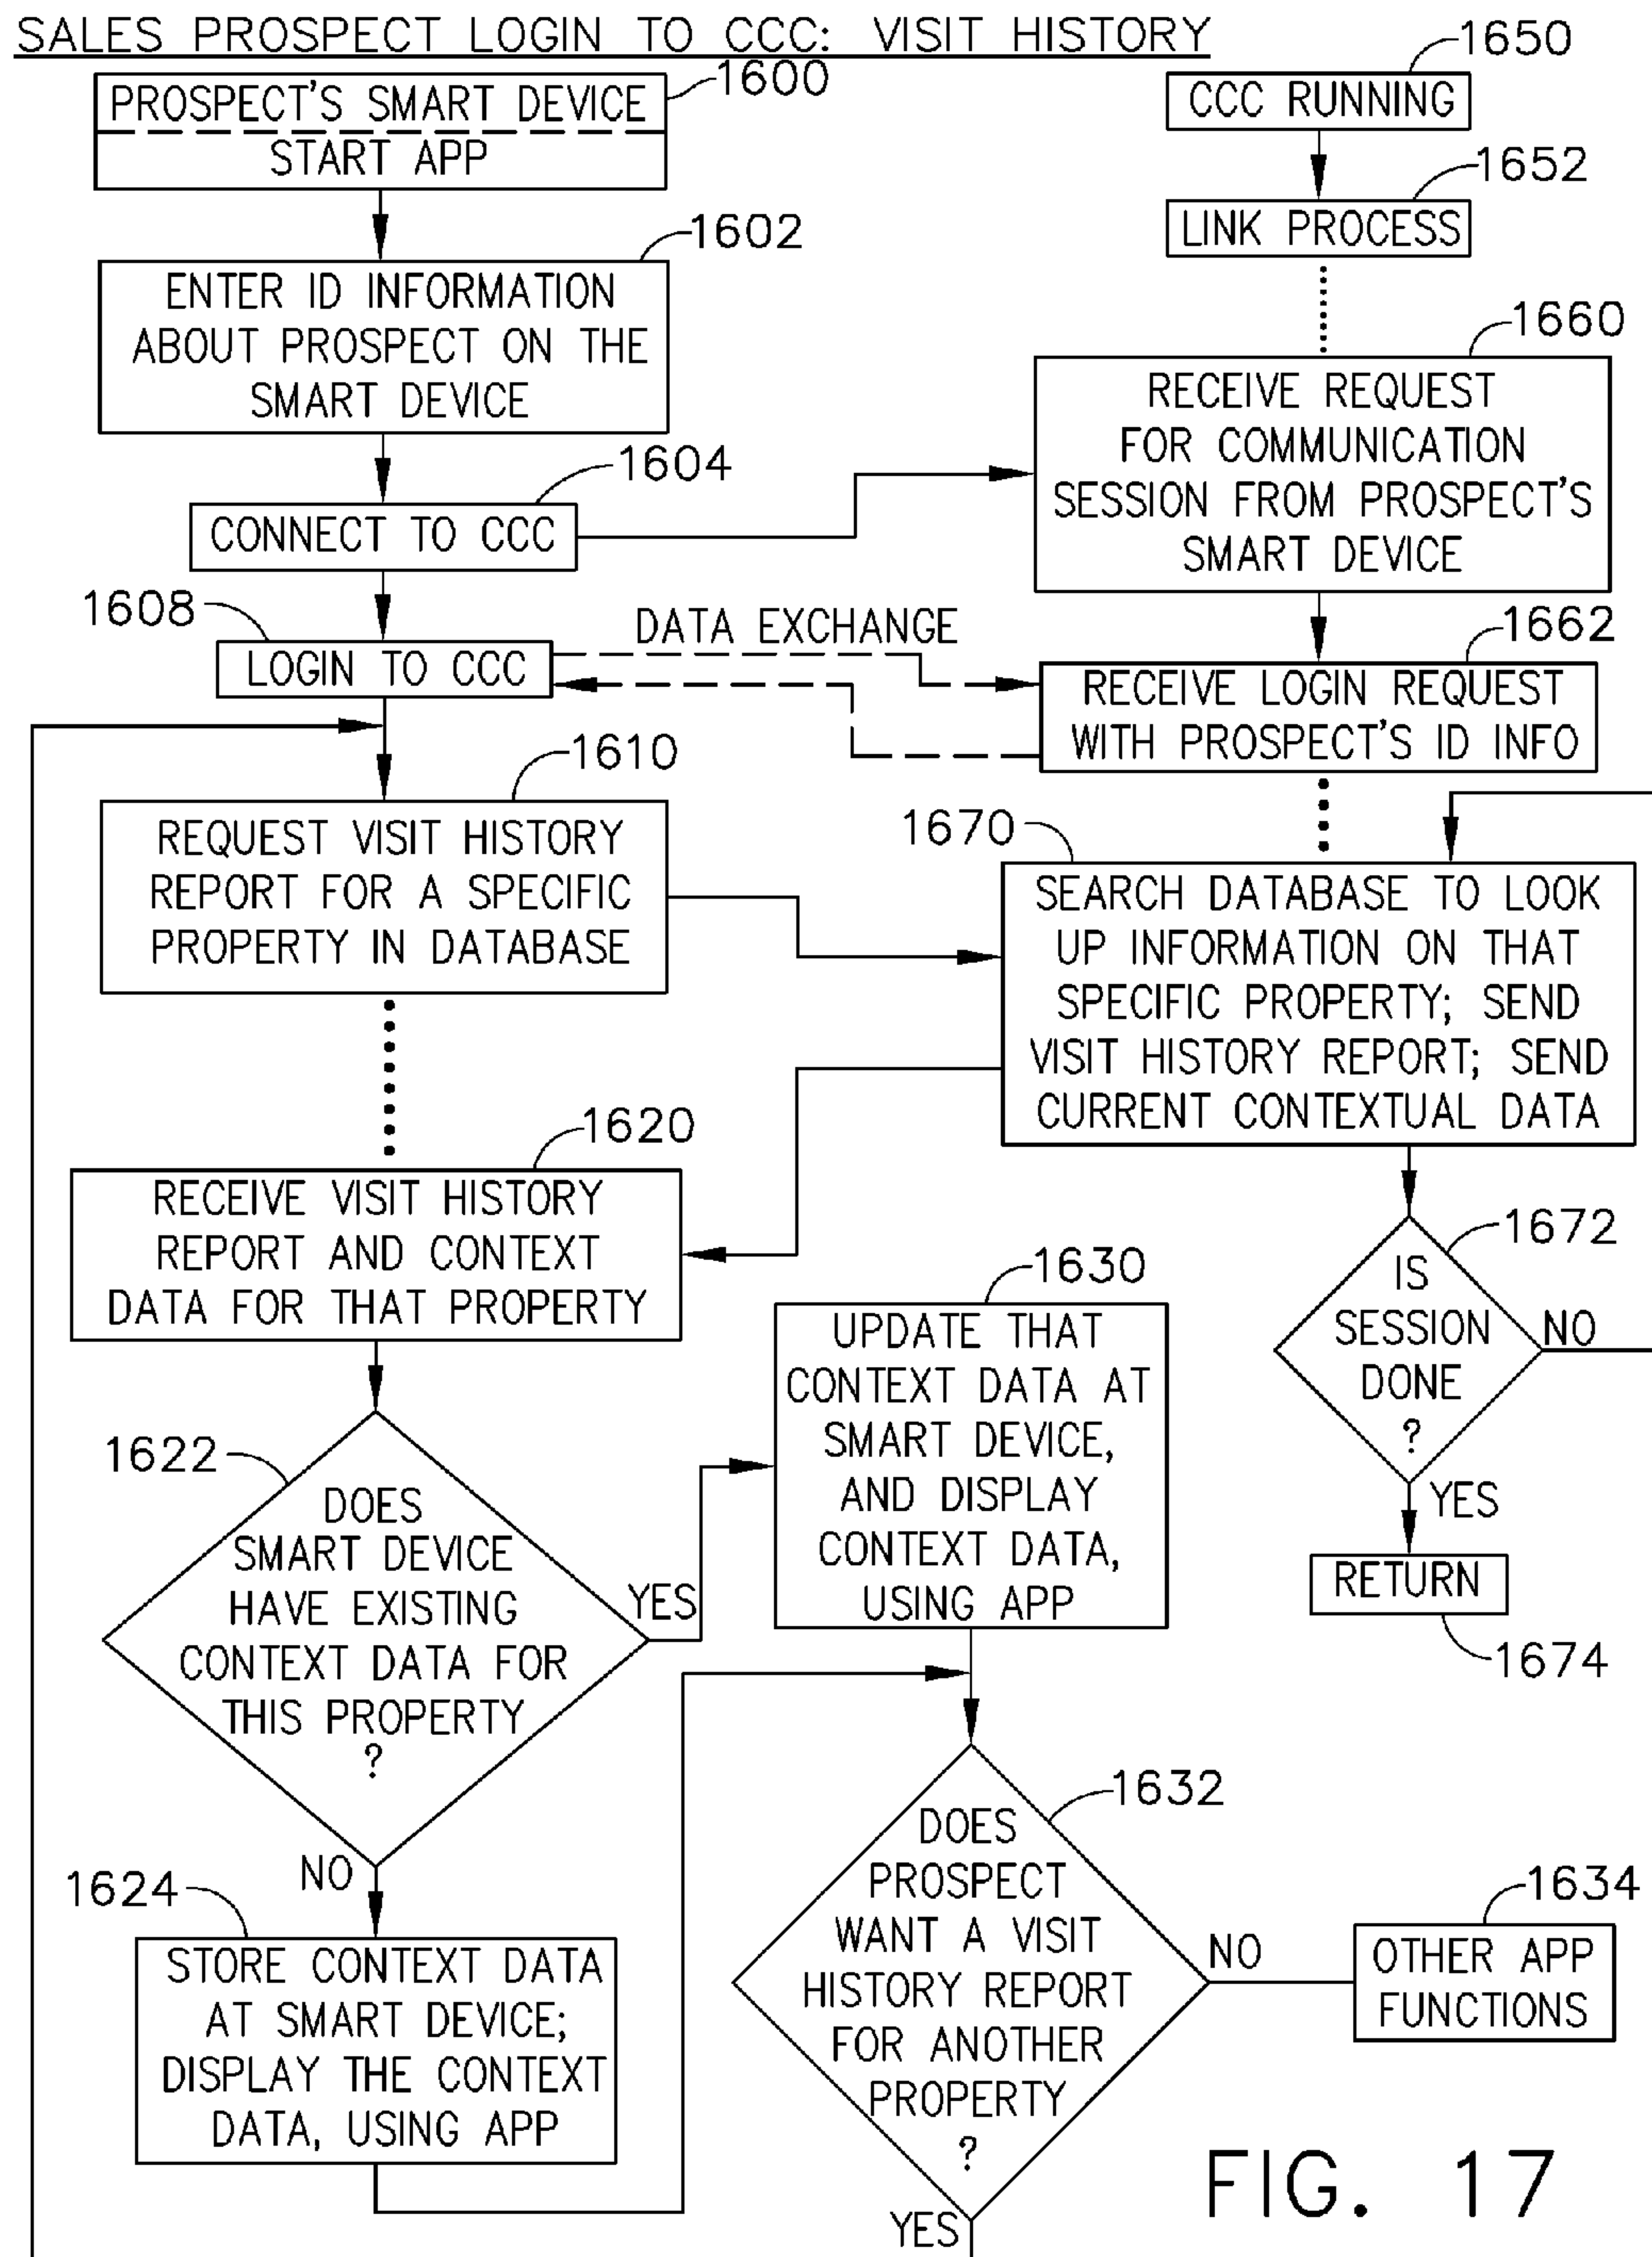 SALES PROSPECT LOGIN TO CCC: VISIT HISTORY
1600
PROSPECT'S SMART DEVICE
START APP
1602
ENTER ID INFORMATION
ABOUT PROSPECT ON THE
SMART DEVICE
1604
CONNECT TO CCC
1608
LOGIN TO CCC
DATA EXCHANGE
1610
REQUEST VISIT HISTORY
REPORT FOR A SPECIFIC
PROPERTY IN DATABASE
1620
RECEIVE VISIT HISTORY
REPORT AND CONTEXT
DATA FOR THAT PROPERTY
1622
DOES
SMART DEVICE
HAVE EXISTING
CONTEXT DATA FOR
THIS PROPERTY
?
YES
NO
1624
STORE CONTEXT DATA
AT SMART DEVICE;
DISPLAY THE CONTEXT
DATA, USING APP
1630
UPDATE THAT
CONTEXT DATA AT
SMART DEVICE,
AND DISPLAY
CONTEXT DATA,
USING APP
1632
DOES
PROSPECT
WANT A VISIT
HISTORY REPORT
FOR ANOTHER
PROPERTY
?
NO
YES
1634
OTHER APP
FUNCTIONS
1650
CCC RUNNING
1652
LINK PROCESS
1660
RECEIVE REQUEST
FOR COMMUNICATION
SESSION FROM PROSPECT'S
SMART DEVICE
1662
RECEIVE LOGIN REQUEST
WITH PROSPECT'S ID INFO
1670
SEARCH DATABASE TO LOOK
UP INFORMATION ON THAT
SPECIFIC PROPERTY; SEND
VISIT HISTORY REPORT; SEND
CURRENT CONTEXTUAL DATA
1672
IS
SESSION
DONE
?
NO
YES
RETURN
1674
FIG. 17